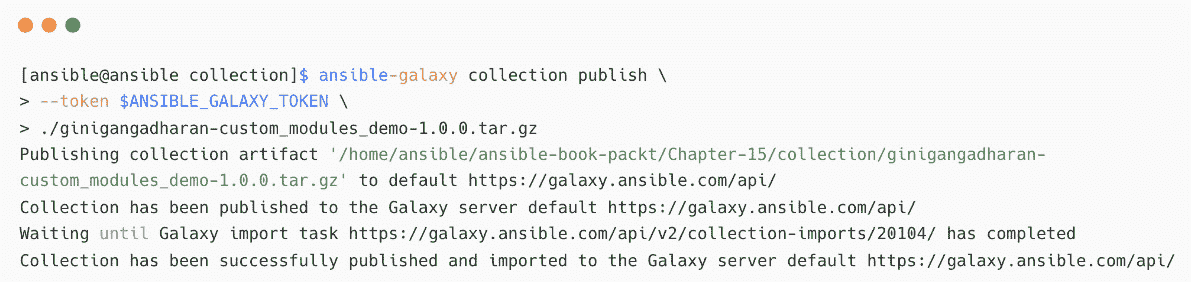 [ansible@ansible collection]$ ansible-galaxy collection publish \
> --token $ANSIBLE_GALAXY_TOKEN \
> ./ginigangadharan-custom_modules_demo-1.0.0.tar.gz
Publishing collection artifact '/home/ansible/ansible-book-packt/Chapter-15/collection/ginigangadharan-
custom_modules_demo-1.0.0.tar.gz' to default https://galaxy.ansible.com/api/
Collection has been published to the Galaxy server default https://galaxy.ansible.com/api/
Waiting until Galaxy import task https://galaxy.ansible.com/api/v2/collection-imports/20104/ has completed
Collection has been successfully published and imported to the Galaxy server default https://galaxy.ansible.com/api/